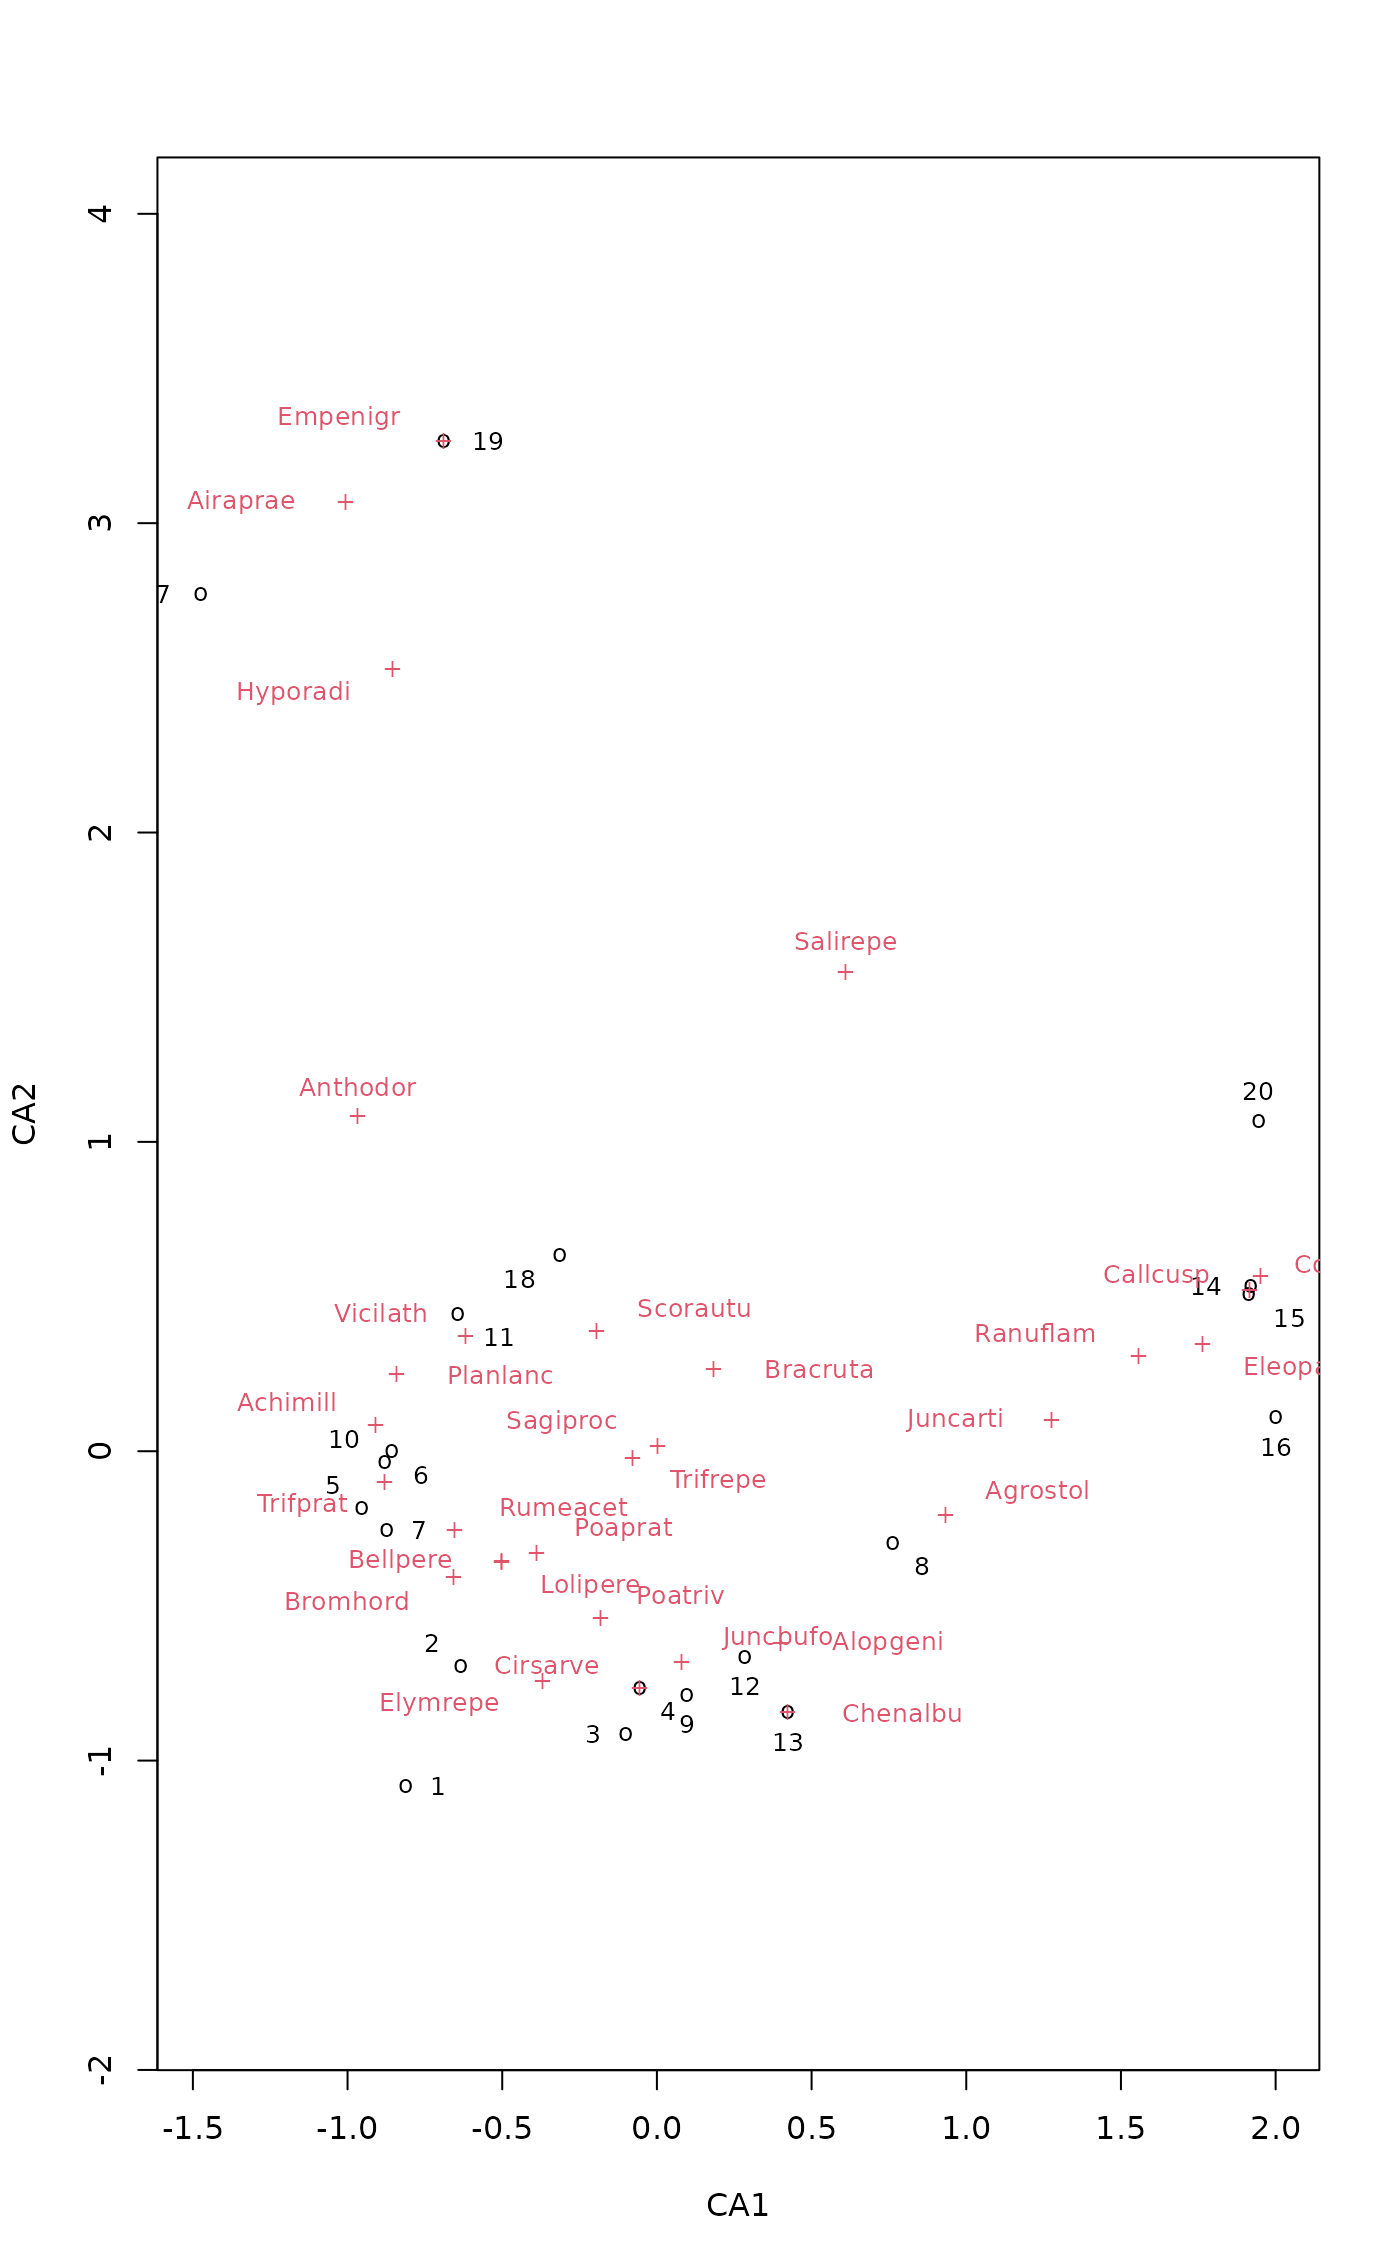 4
Empenigr
19
3
Airaprae
7
Hyporadi
2
Salirepe
CA2
1
Anthodor
20
18
Callcusp
14
Co
15
Vicilath
11
Scorautu
Ranuflam
Planlanc
Bracruta
Eleopa
Achimill
Sagiproc
Juncarti
10
0
16
5
6
Trifrepe
Trifprat
Rumeacet
Agrostol
7
Poaprat
Bellpere
8
Bromhord
Lolipere
Poatriv
2
Cirsarve
Juncbufo
Alopgeni
12
Elymrepe
4
9
3
Chenalbu
13
-1
1
-2
-1.5
-1.0
-0.5
0.0
0.5
1.0
1.5
2.0
CA1